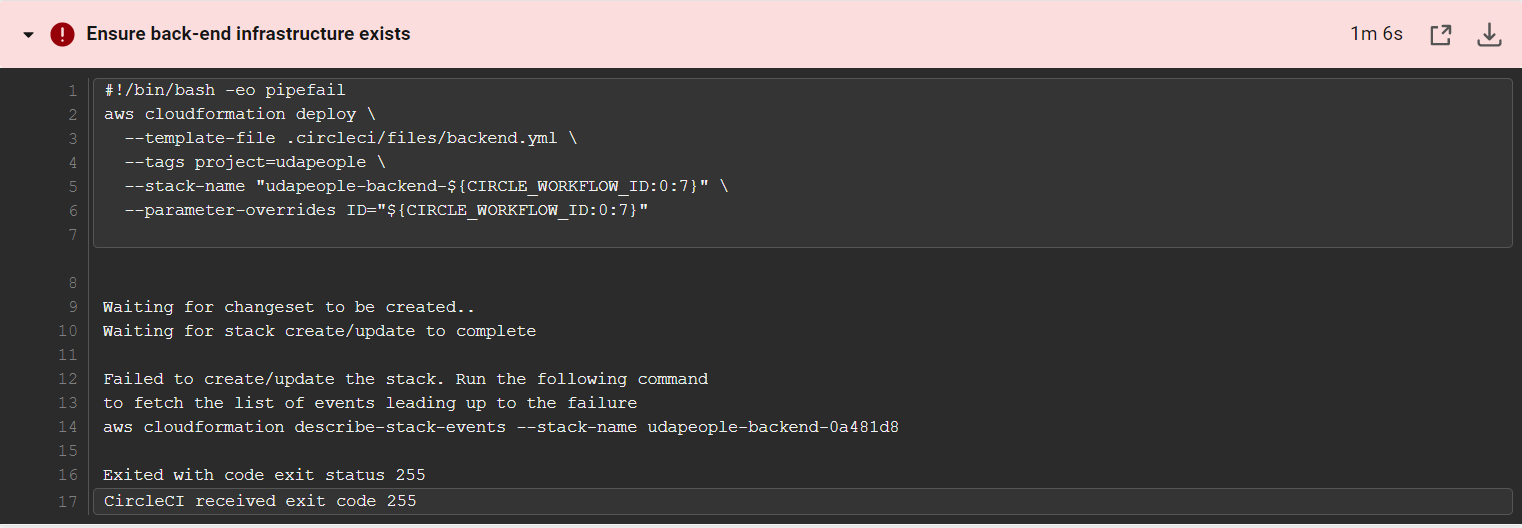 Ensure back-end infrastructure exists 1m 6s
1 #!/bin/bash -eo pipefail
2 aws cloudformation deploy \
3   --template-file .circleci/files/backend.yml \
4   --tags project=udapeople \
5   --stack-name "udapeople-backend-${CIRCLE_WORKFLOW_ID:0:7}" \
6   --parameter-overrides ID="${CIRCLE_WORKFLOW_ID:0:7}"
7
8
9 Waiting for changeset to be created..
10 Waiting for stack create/update to complete
11
12 Failed to create/update the stack. Run the following command
13 to fetch the list of events leading up to the failure
14 aws cloudformation describe-stack-events --stack-name udapeople-backend-0a481d8
15
16 Exited with code exit status 255
17 CircleCI received exit code 255